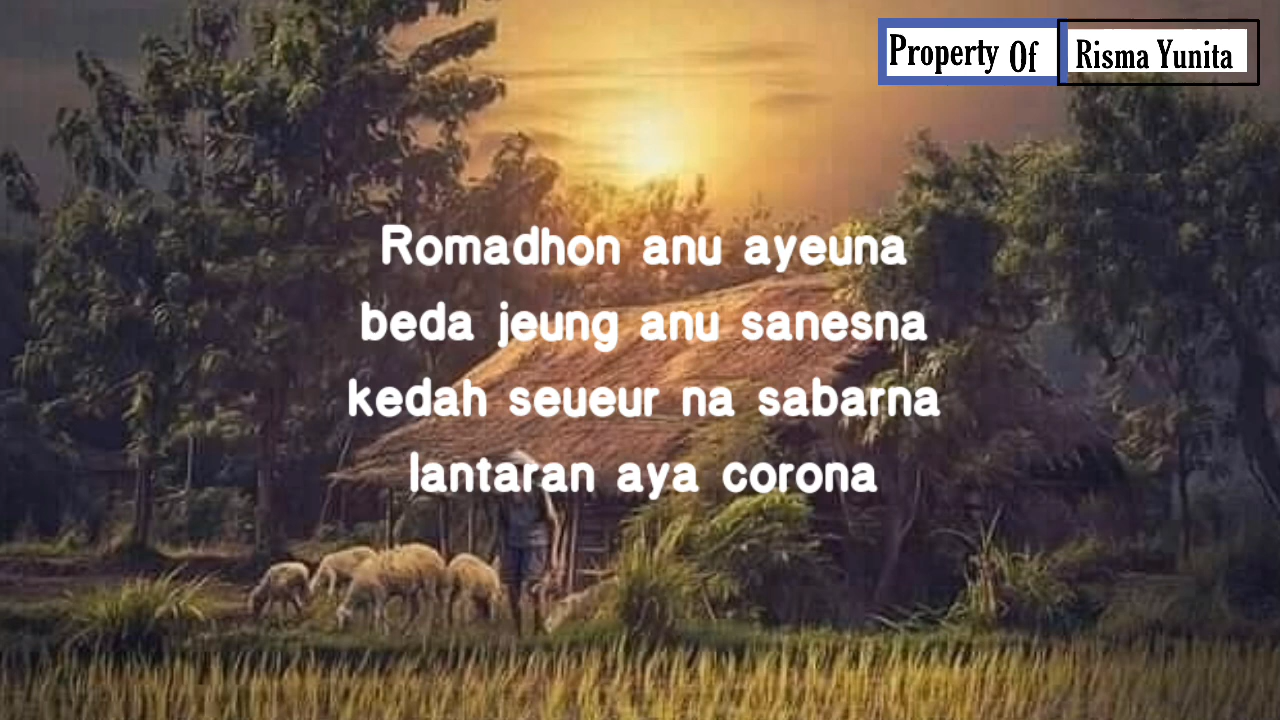 Property Of Risma Yunita
Romadhon anu ayeuna
beda jeung anu sanesna
kedah seueur na sabarna
lantaran aya corona